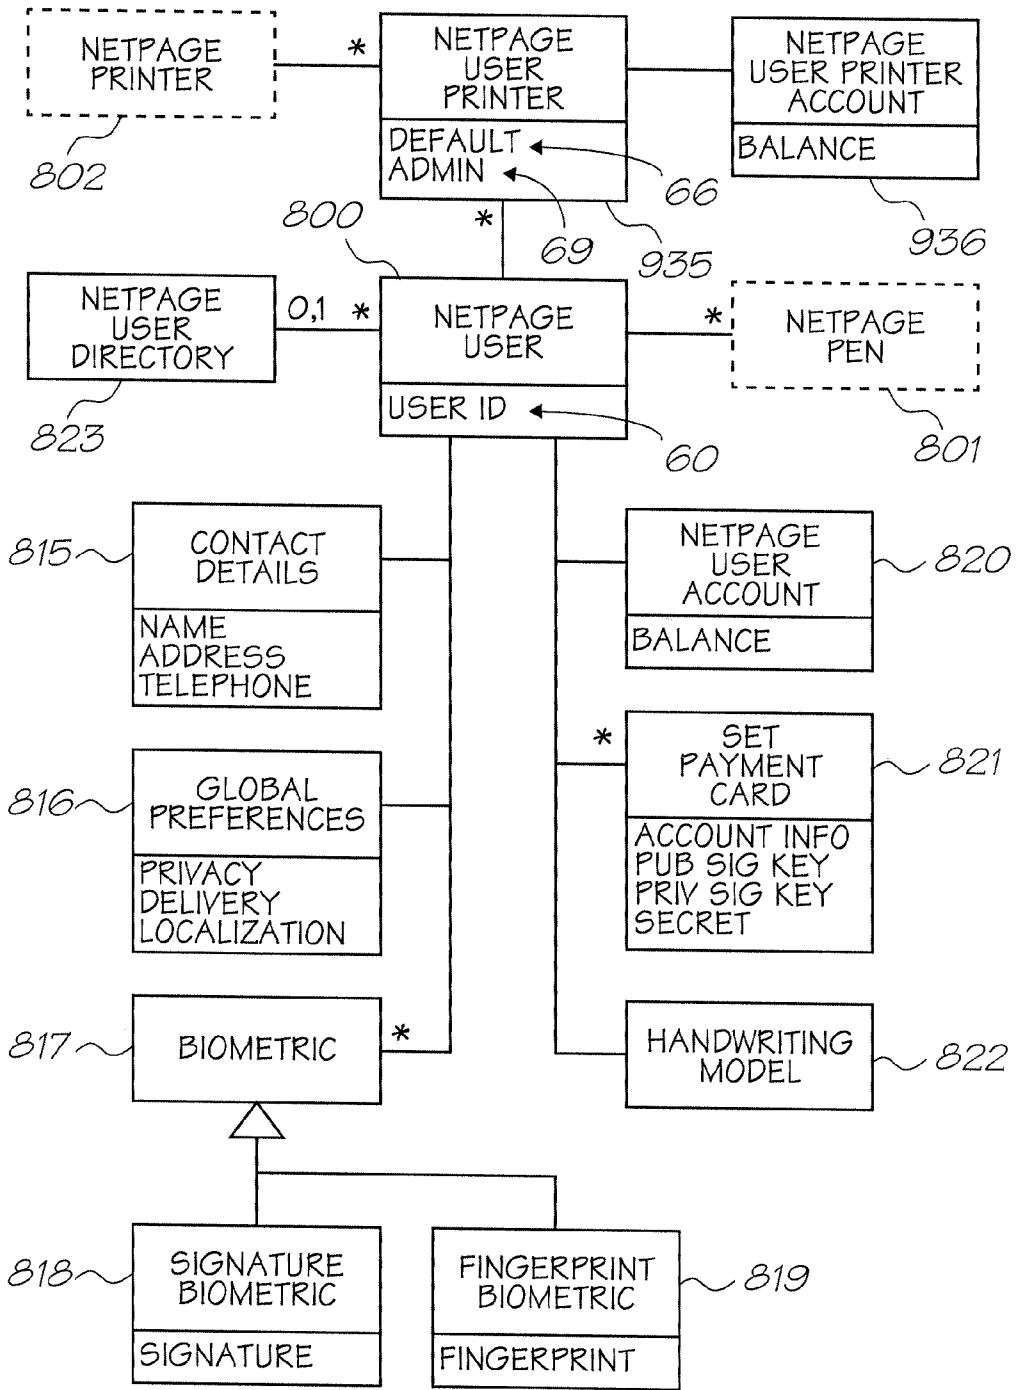 NETPAGE
PRINTER
802
*
NETPAGE
USER
PRINTER
DEFAULT
ADMIN
66
69
935
*
NETPAGE
USER PRINTER
ACCOUNT
BALANCE
936
800
NETPAGE
USER
DIRECTORY
823
0,1 *
NETPAGE
USER
USER ID
60
*
NETPAGE
PEN
801
815
CONTACT
DETAILS
NAME
ADDRESS
TELEPHONE
NETPAGE
USER
ACCOUNT
BALANCE
820
816
GLOBAL
PREFERENCES
PRIVACY
DELIVERY
LOCALIZATION
*
SET
PAYMENT
CARD
ACCOUNT INFO
PUB SIG KEY
PRIV SIG KEY
SECRET
821
817
BIOMETRIC
*
HANDWRITING
MODEL
822
818
SIGNATURE
BIOMETRIC
SIGNATURE
FINGERPRINT
BIOMETRIC
FINGERPRINT
819